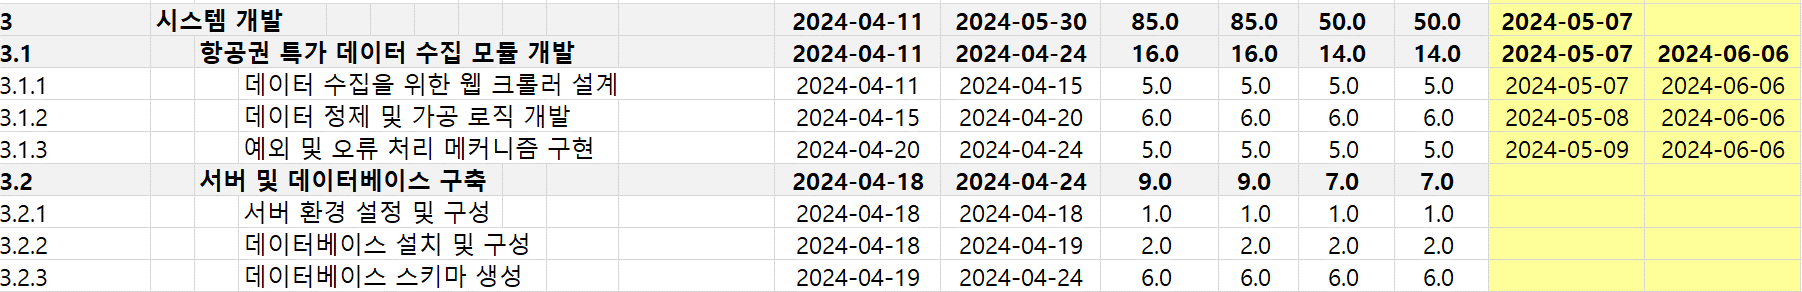 3 시스템 개발 2024-04-11 2024-05-30 85.0 85.0 50.0 50.0 2024-05-07
3.1 항공권 특가 데이터 수집 모듈 개발 2024-04-11 2024-04-24 16.0 16.0 14.0 14.0 2024-05-07 2024-06-06
3.1.1 데이터 수집을 위한 웹 크롤러 설계 2024-04-11 2024-04-15 5.0 5.0 5.0 5.0 2024-05-07 2024-06-06
3.1.2 데이터 정제 및 가공 로직 개발 2024-04-15 2024-04-20 6.0 6.0 6.0 6.0 2024-05-08 2024-06-06
3.1.3 예외 및 오류 처리 메커니즘 구현 2024-04-20 2024-04-24 5.0 5.0 5.0 5.0 2024-05-09 2024-06-06
3.2 서버 및 데이터베이스 구축 2024-04-18 2024-04-24 9.0 9.0 7.0 7.0
3.2.1 서버 환경 설정 및 구성 2024-04-18 2024-04-18 1.0 1.0 1.0 1.0
3.2.2 데이터베이스 설치 및 구성 2024-04-18 2024-04-19 2.0 2.0 2.0 2.0
3.2.3 데이터베이스 스키마 생성 2024-04-19 2024-04-24 6.0 6.0 6.0 6.0